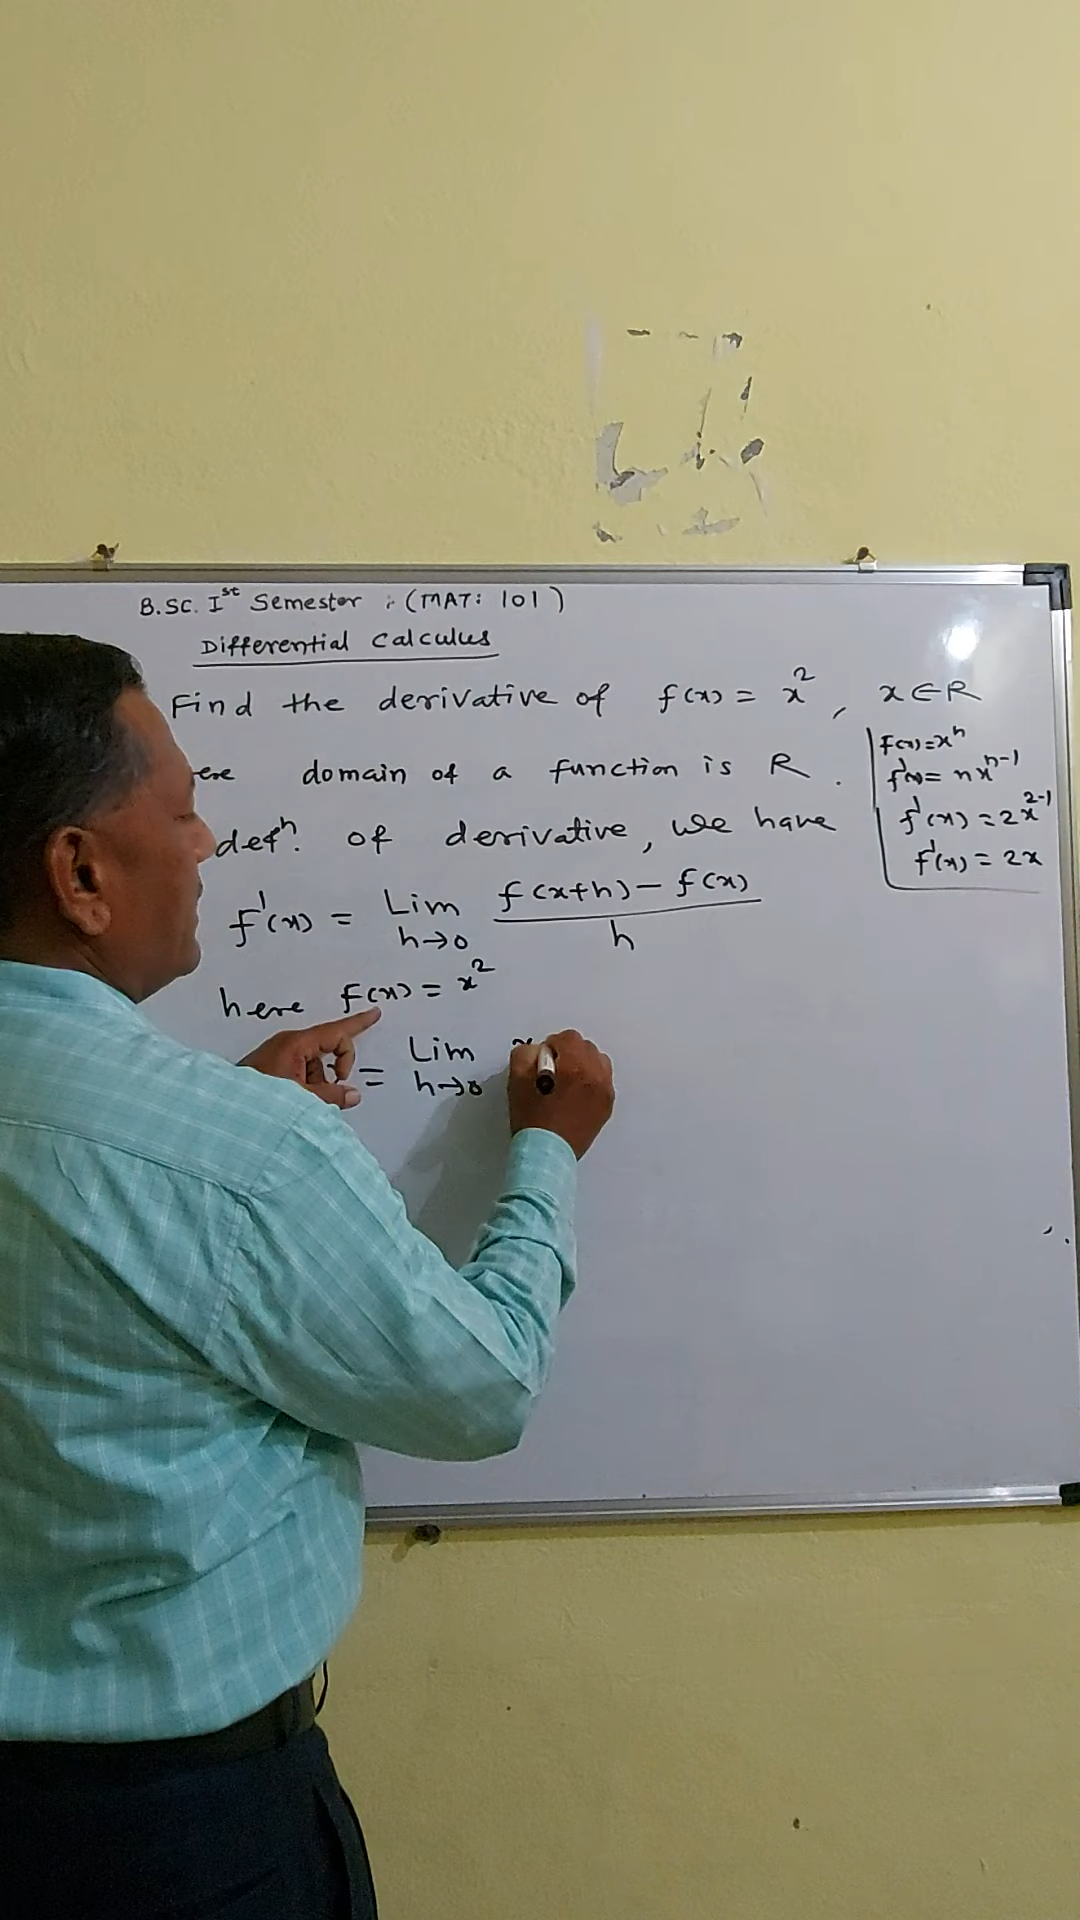 B.SC. Ist Semester : (MAT: 101)
Differential Calculus
Find the derivative of f(x) = x², x∈R
domain of a function is R.
defⁿ. of derivative, we have
f'(x) = Lim h→0 f(x+h) - f(x) / h
here f(x) = x²
= Lim h→0
f(x)=xⁿ
f'(x)= nxⁿ⁻¹
f'(x) = 2x²⁻¹
f'(x) = 2x